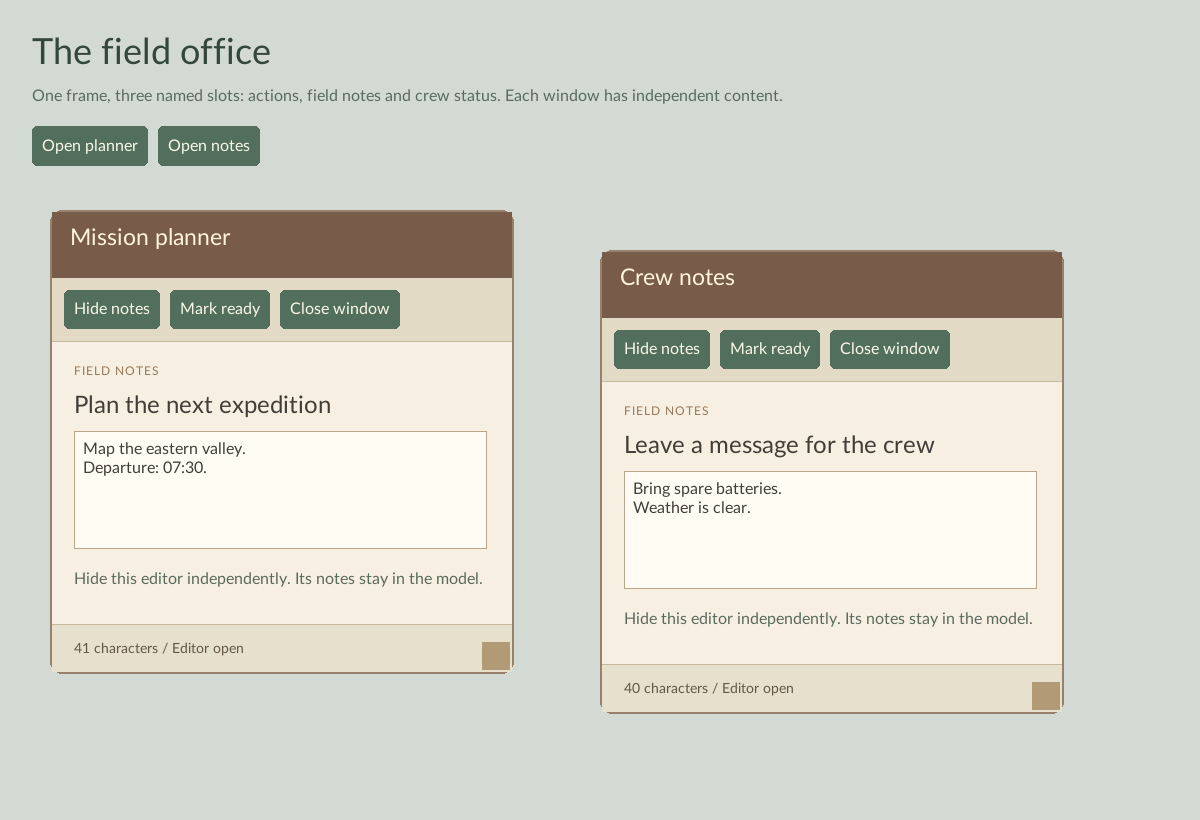 The field office
One frame, three named slots: actions, field notes and crew status. Each window has independent content.
Open planner
Open notes
Mission planner
Hide notes
Mark ready
Close window
FIELD NOTES
Plan the next expedition
Map the eastern valley.
Departure: 07:30.
Hide this editor independently. Its notes stay in the model.
41 characters / Editor open
Crew notes
Hide notes
Mark ready
Close window
FIELD NOTES
Leave a message for the crew
Bring spare batteries.
Weather is clear.
Hide this editor independently. Its notes stay in the model.
40 characters / Editor open